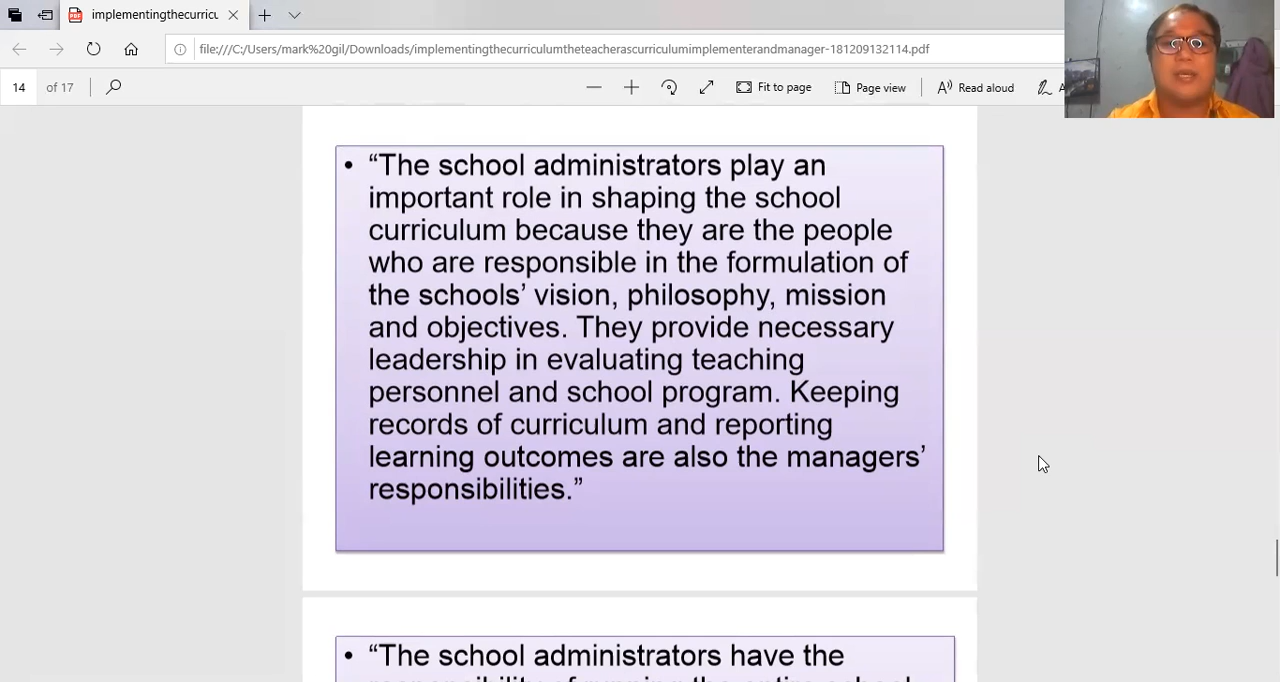 implementingthecurricu
file:///C:/Users/mark%20gil/Downloads/implementingthecurriculumtheteacherascurriculumimplementerandmanager-181209132114.pdf
14 of 17
Fit to page
Page view
Read aloud
• “The school administrators play an
important role in shaping the school
curriculum because they are the people
who are responsible in the formulation of
the schools’ vision, philosophy, mission
and objectives. They provide necessary
leadership in evaluating teaching
personnel and school program. Keeping
records of curriculum and reporting
learning outcomes are also the managers’
responsibilities.”
• “The school administrators have the